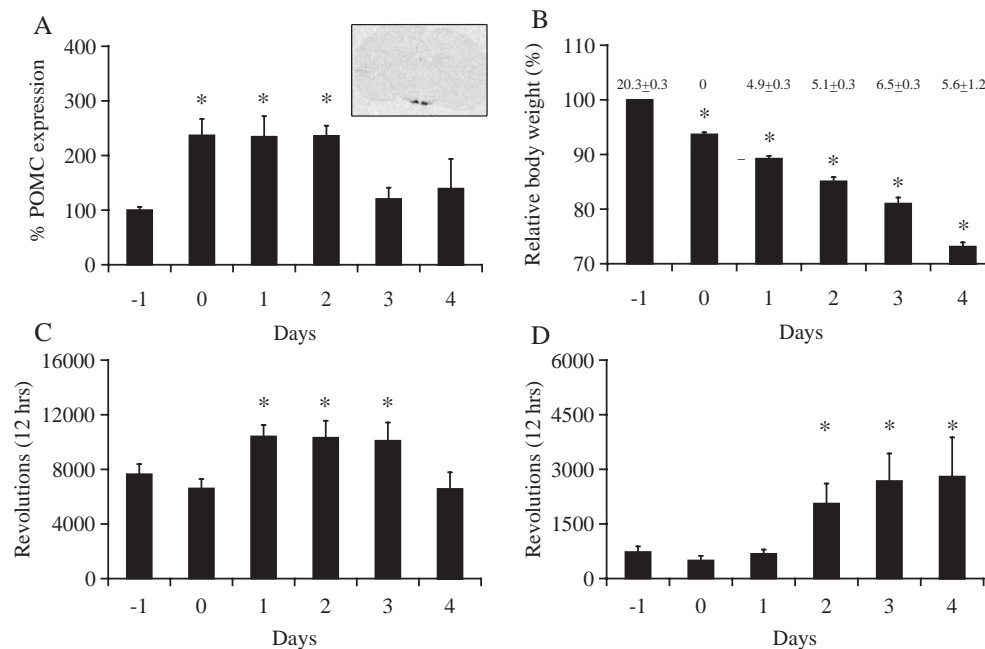 A
% POMC expression
400
300
200
100
0
* * *
-1 0 1 2 3 4
Days
B
Relative body weight (%)
110
100
90
80
70
20.3±0.3 0 4.9±0.3 5.1±0.3 6.5±0.3 5.6±1.2
* * * * *
-1 0 1 2 3 4
Days
C
Revolutions (12 hrs)
16000
12000
8000
4000
0
* * *
-1 0 1 2 3 4
Days
D
Revolutions (12 hrs)
6000
4500
3000
1500
0
* * *
-1 0 1 2 3 4
Days